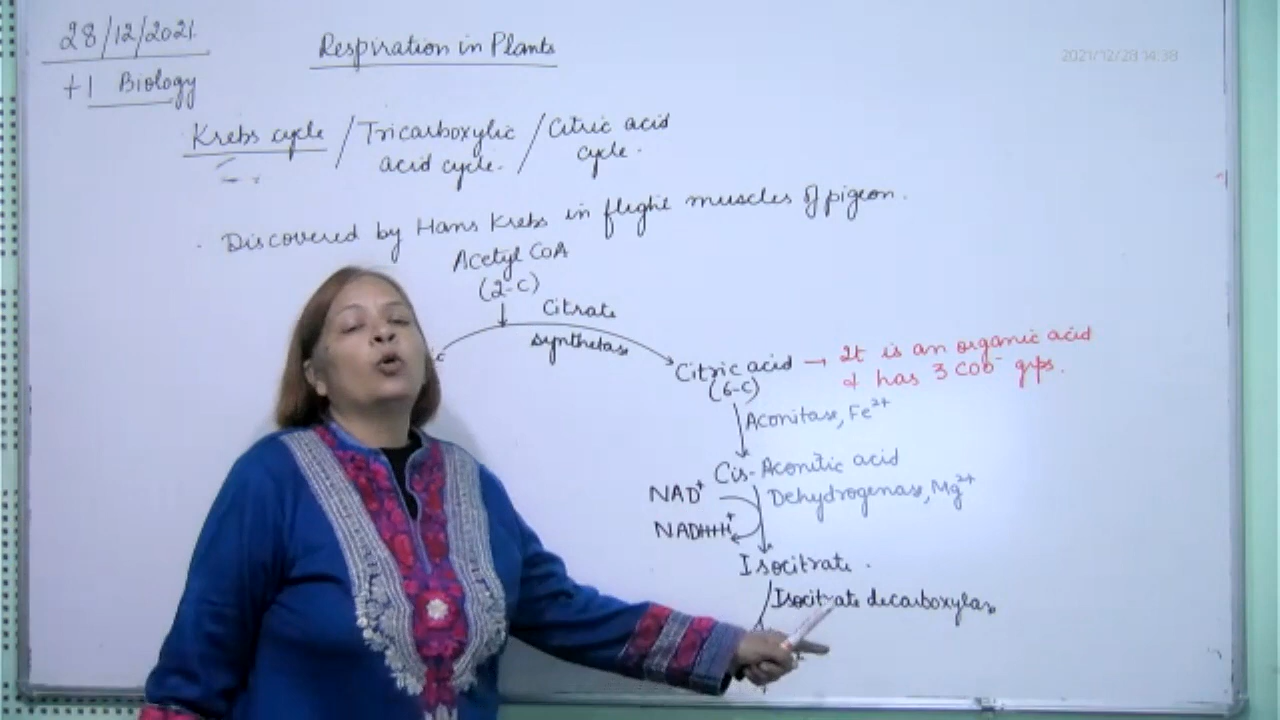 28/12/2021
+1 Biology
Respiration in Plants
2021/12/28 14:38
Krebs cycle / Tricarboxylic acid cycle. / Citric acid cycle.
. Discovered by Hans Krebs in flight muscles of pigeon.
Acetyl CoA
(2-C)
Citrate
synthetase
Citric acid → It is an organic acid
(6-C)
& has 3 COO⁻ gps.
Aconitase, Fe²⁺
Cis-Aconitic acid
NAD⁺
Dehydrogenase, Mg²⁺
NADH+H⁺
Isocitrate.
Isocitrate decarboxylase